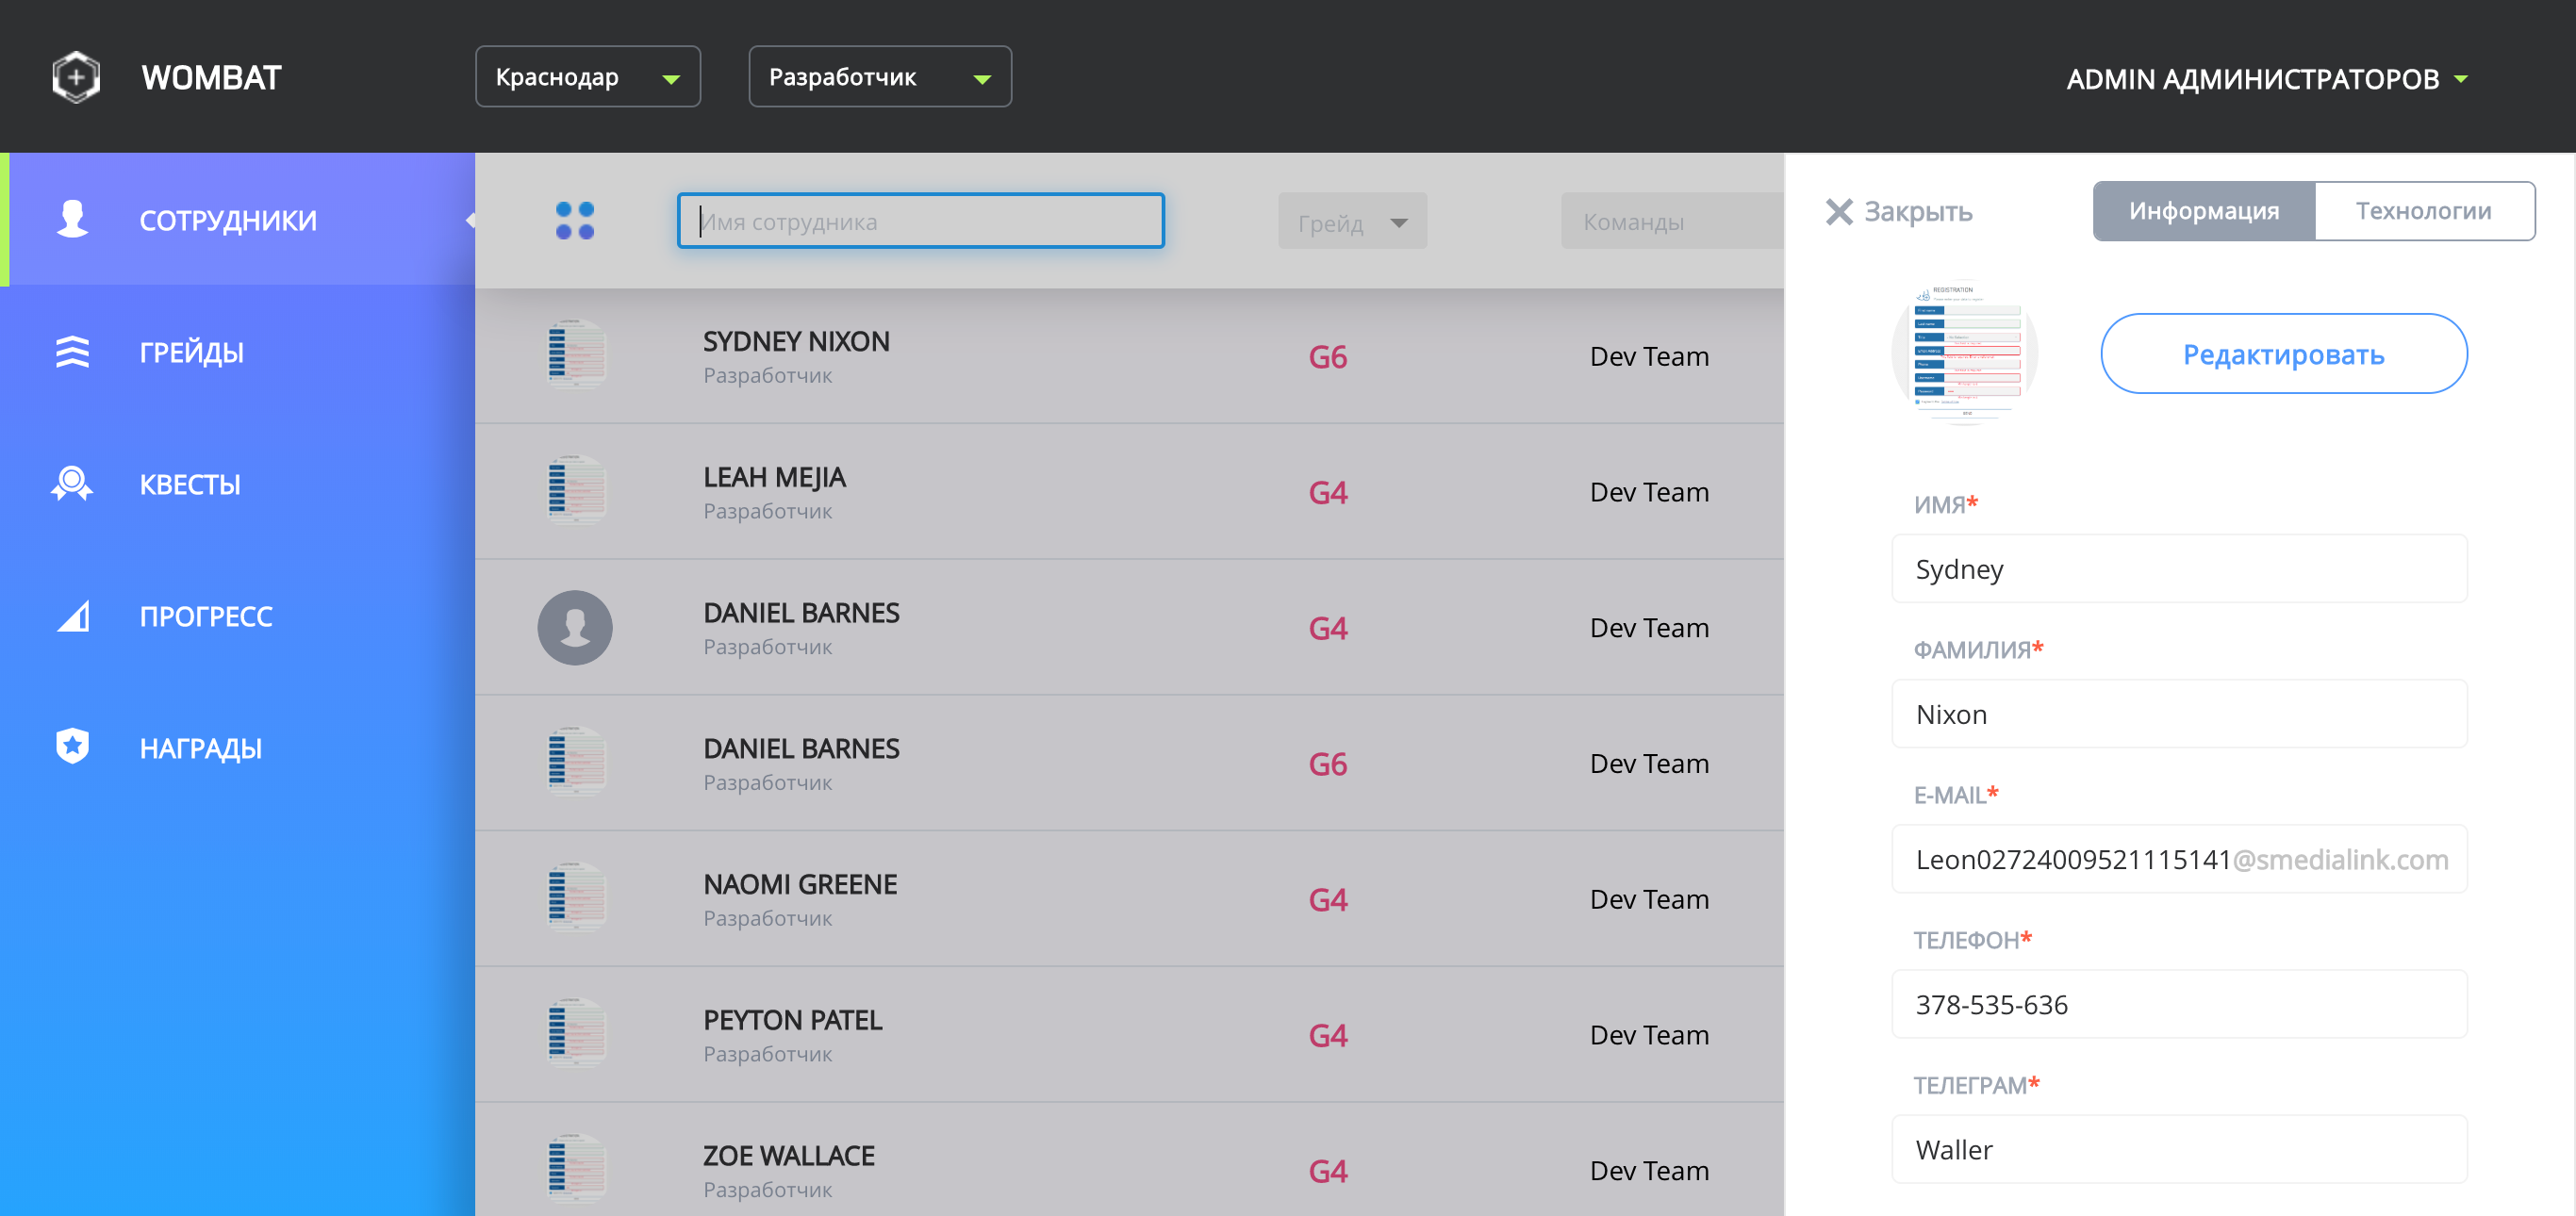 WOMBAT
Краснодар
Разработчик
ADMIN АДМИНИСТРАТОРОВ
СОТРУДНИКИ
ГРЕЙДЫ
КВЕСТЫ
ПРОГРЕСС
НАГРАДЫ
Имя сотрудника
Грейд
Команды
SYDNEY NIXON
Разработчик
G6
Dev Team
LEAH MEJIA
Разработчик
G4
Dev Team
DANIEL BARNES
Разработчик
G4
Dev Team
DANIEL BARNES
Разработчик
G6
Dev Team
NAOMI GREENE
Разработчик
G4
Dev Team
PEYTON PATEL
Разработчик
G4
Dev Team
ZOE WALLACE
Разработчик
G4
Dev Team
Закрыть
Информация
Технологии
REGISTRATION
Редактировать
ИМЯ*
Sydney
ФАМИЛИЯ*
Nixon
E-MAIL*
Leon02724009521115141@smedialink.com
ТЕЛЕФОН*
378-535-636
ТЕЛЕГРАМ*
Waller